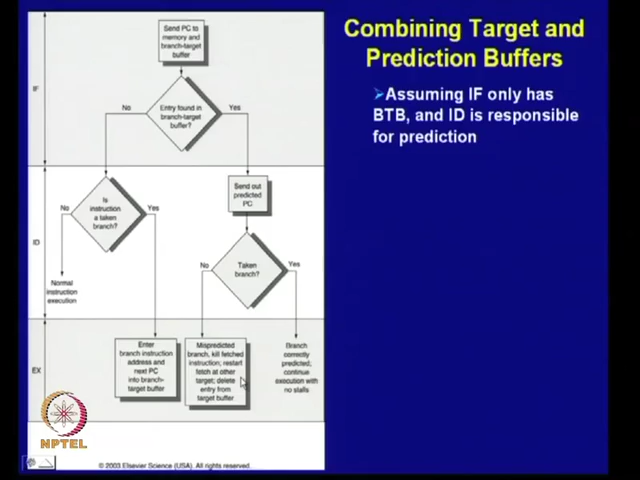 Combining Target and
Prediction Buffers
➢Assuming IF only has
BTB, and ID is responsible
for prediction
IF
Send PC to
memory and
branch-target
buffer
Entry found in
branch-target
buffer?
No
Yes
ID
Is
instruction
a taken
branch?
No
Yes
Normal
instruction
execution
Send out
predicted
PC
Taken
branch?
No
Yes
EX
Enter
branch instruction
address and
next PC
into branch-
target buffer
Mispredicted
branch, kill fetched
instruction; restart
fetch at other
target; delete
entry from
target buffer
Branch
correctly
predicted;
continue
execution with
no stalls
NPTEL
© 2003 Elsevier Science (USA). All rights reserved.